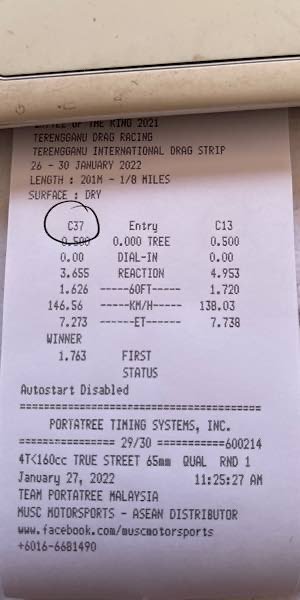 BATTLE OF THE KING 2021
TERENGGANU DRAG RACING
TERENGGANU INTERNATIONAL DRAG STRIP
26 - 30 JANUARY 2022
LENGTH : 201M - 1/8 MILES
SURFACE : DRY
C37 Entry C13
0.500 0.000 TREE 0.500
0.00 DIAL-IN 0.00
3.655 REACTION 4.953
1.626 -----60FT----- 1.720
146.56 -----KM/H----- 138.03
7.273 ------ET----- 7.738
WINNER
1.763 FIRST
STATUS
Autostart Disabled
========================================
PORTATREE TIMING SYSTEMS, INC.
================ 29/30 ===========600214
4T<160cc TRUE STREET 65mm QUAL RND 1
January 27, 2022 11:25:27 AM
TEAM PORTATREE MALAYSIA
MUSC MOTORSPORTS - ASEAN DISTRIBUTOR
www.facebook.com/muscmotorsports
+6016-6681490